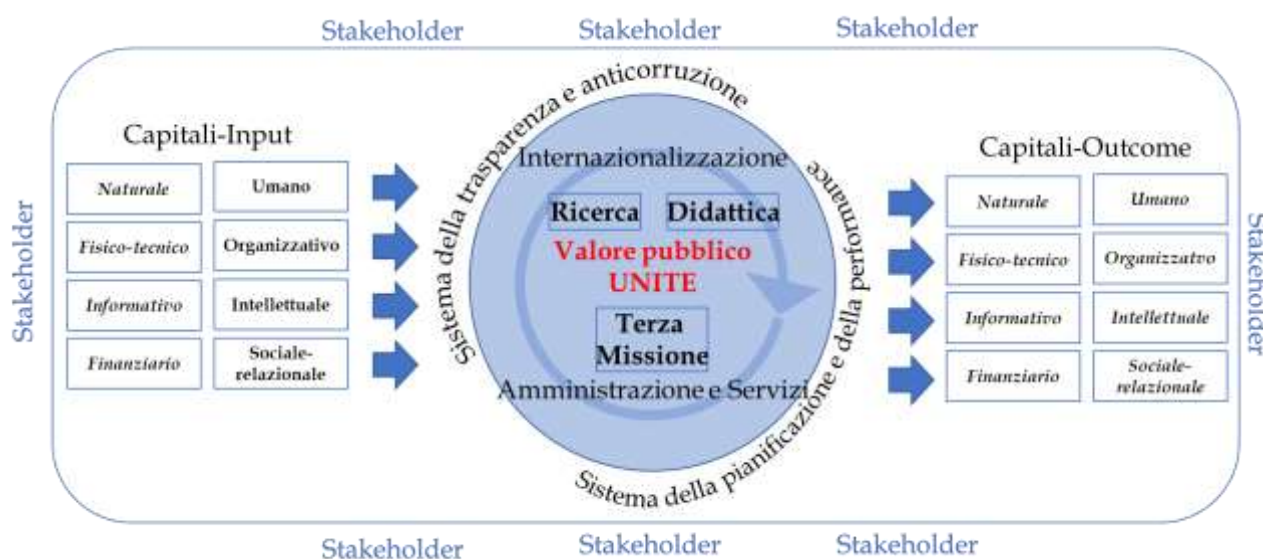 Stakeholder Stakeholder Stakeholder
Stakeholder
Capitali-Input
Naturale Umano
Fisico-tecnico Organizzativo
Informativo Intellettuale
Finanziario Sociale-
relazionale
Sistema della trasparenza e anticorruzione
Internazionalizzazione
Ricerca Didattica
Valore pubblico
UNITE
Terza
Missione
Amministrazione e Servizi
Sistema della pianificazione e della performance
Capitali-Outcome
Naturale Umano
Fisico-tecnico Organizzatvo
Informativo Intellettuale
Finanziario Sociale-
relazionale
Stakeholder
Stakeholder Stakeholder Stakeholder